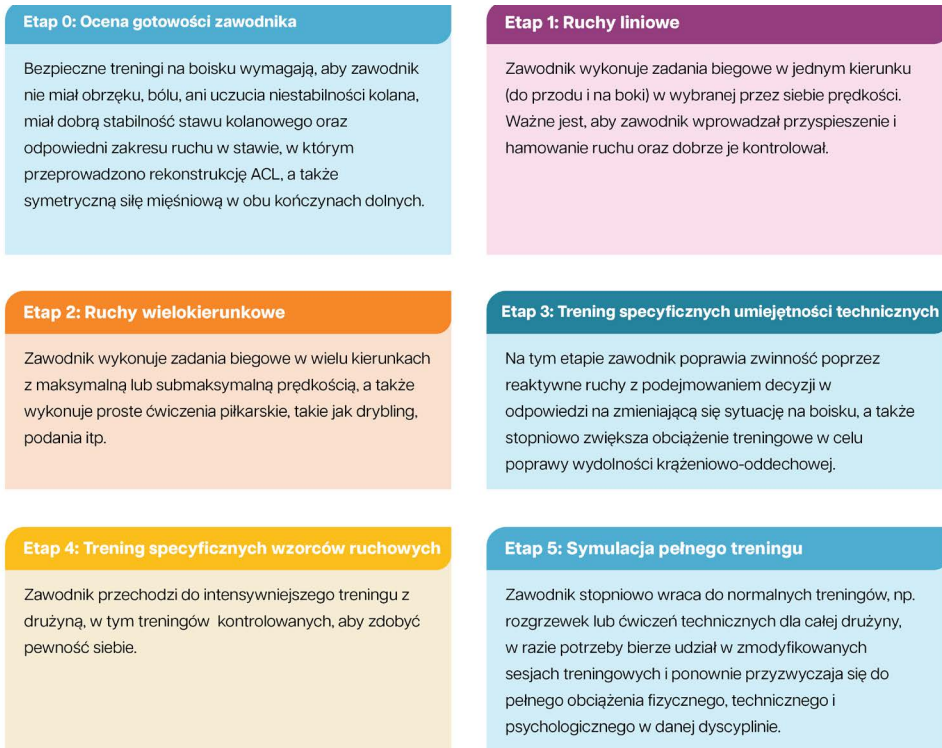 Etap 0: Ocena gotowości zawodnika
Bezpieczne treningi na boisku wymagają, aby zawodnik
nie miał obrzęku, bólu, ani uczucia niestabilności kolana,
miał dobrą stabilność stawu kolanowego oraz
odpowiedni zakresu ruchu w stawie, w którym
przeprowadzono rekonstrukcję ACL, a także
symetryczną siłę mięśniową w obu kończynach dolnych.
Etap 1: Ruchy liniowe
Zawodnik wykonuje zadania biegowe w jednym kierunku
(do przodu i na boki) w wybranej przez siebie prędkości.
Ważne jest, aby zawodnik wprowadzał przyspieszenie i
hamowanie ruchu oraz dobrze je kontrolował.
Etap 2: Ruchy wielokierunkowe
Zawodnik wykonuje zadania biegowe w wielu kierunkach
z maksymalną lub submaksymalną prędkością, a także
wykonuje proste ćwiczenia piłkarskie, takie jak drybling,
podania itp.
Etap 3: Trening specyficznych umiejętności technicznych
Na tym etapie zawodnik poprawia zwinność poprzez
reaktywne ruchy z podejmowaniem decyzji w
odpowiedzi na zmieniającą się sytuację na boisku, a także
stopniowo zwiększa obciążenie treningowe w celu
poprawy wydolności krążeniowo-oddechowej.
Etap 4: Trening specyficznych wzorców ruchowych
Zawodnik przechodzi do intensywniejszego treningu z
drużyną, w tym treningów kontrolowanych, aby zdobyć
pewność siebie.
Etap 5: Symulacja pełnego treningu
Zawodnik stopniowo wraca do normalnych treningów, np.
rozgrzewek lub ćwiczeń technicznych dla całej drużyny,
w razie potrzeby bierze udział w zmodyfikowanych
sesjach treningowych i ponownie przyzwyczaja się do
pełnego obciążenia fizycznego, technicznego i
psychologicznego w danej dyscyplinie.